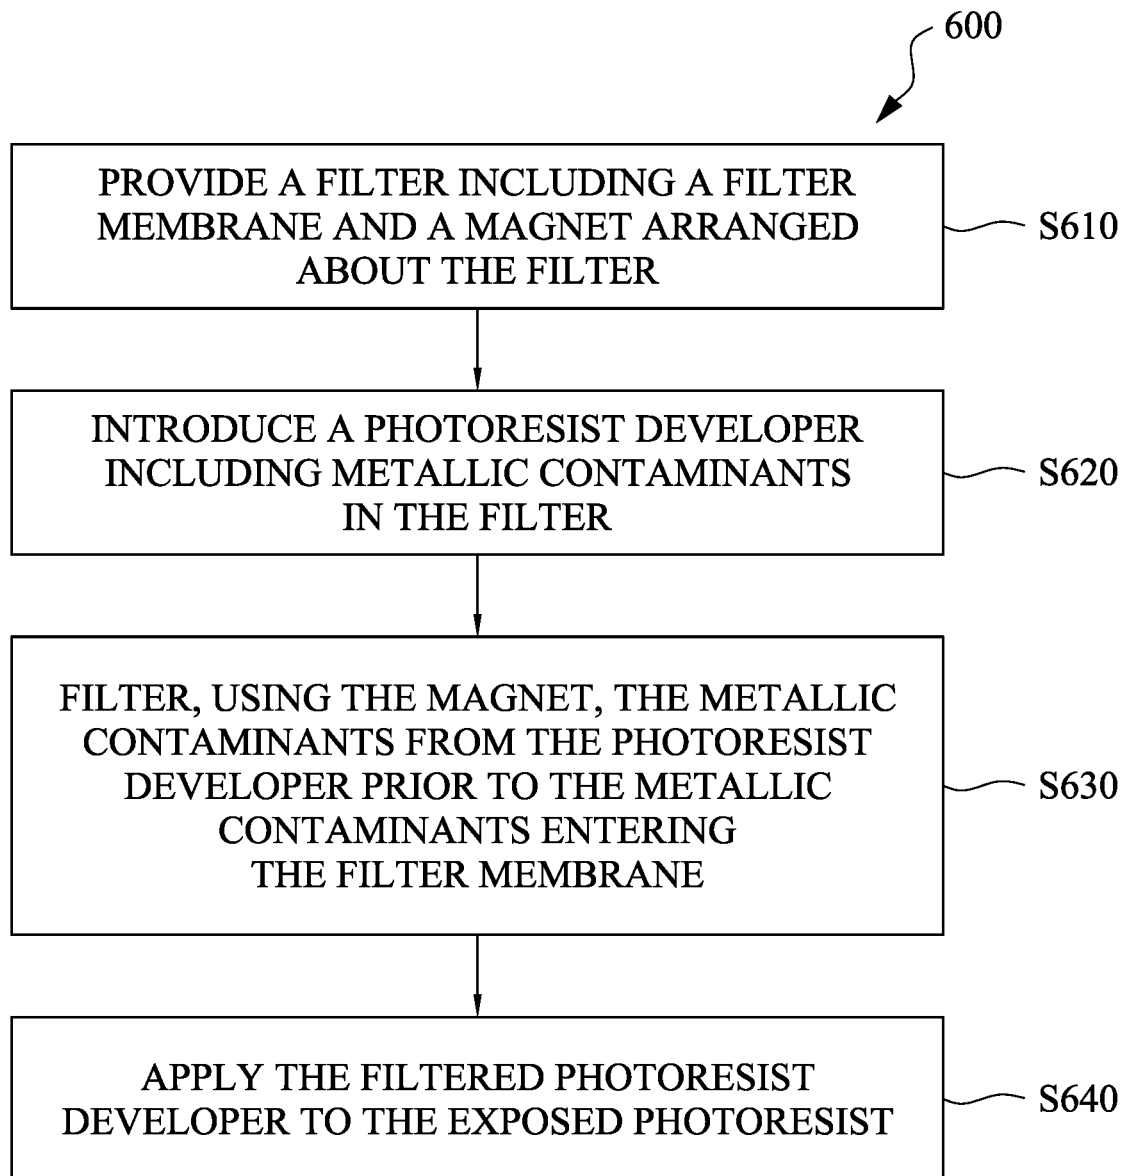 600
PROVIDE A FILTER INCLUDING A FILTER
MEMBRANE AND A MAGNET ARRANGED
ABOUT THE FILTER
S610
INTRODUCE A PHOTORESIST DEVELOPER
INCLUDING METALLIC CONTAMINANTS
IN THE FILTER
S620
FILTER, USING THE MAGNET, THE METALLIC
CONTAMINANTS FROM THE PHOTORESIST
DEVELOPER PRIOR TO THE METALLIC
CONTAMINANTS ENTERING
THE FILTER MEMBRANE
S630
APPLY THE FILTERED PHOTORESIST
DEVELOPER TO THE EXPOSED PHOTORESIST
S640